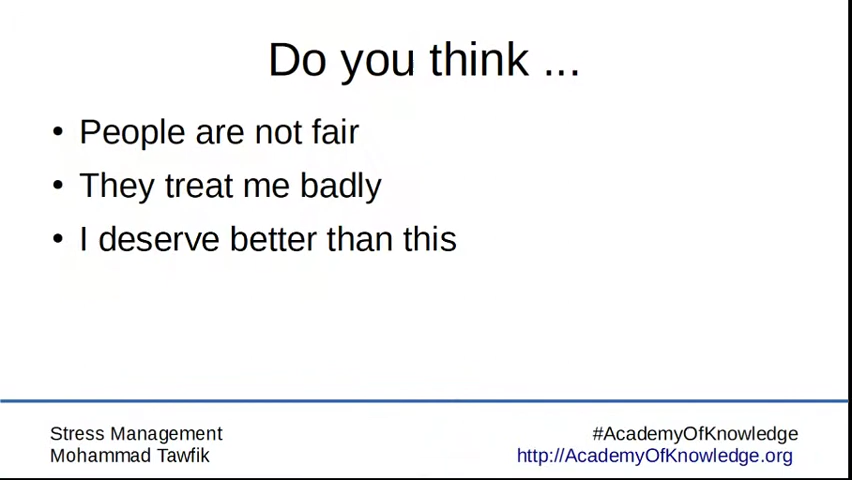 Do you think ...
• People are not fair
• They treat me badly
• I deserve better than this
Stress Management
Mohammad Tawfik
#AcademyOfKnowledge
http://AcademyOfKnowledge.org